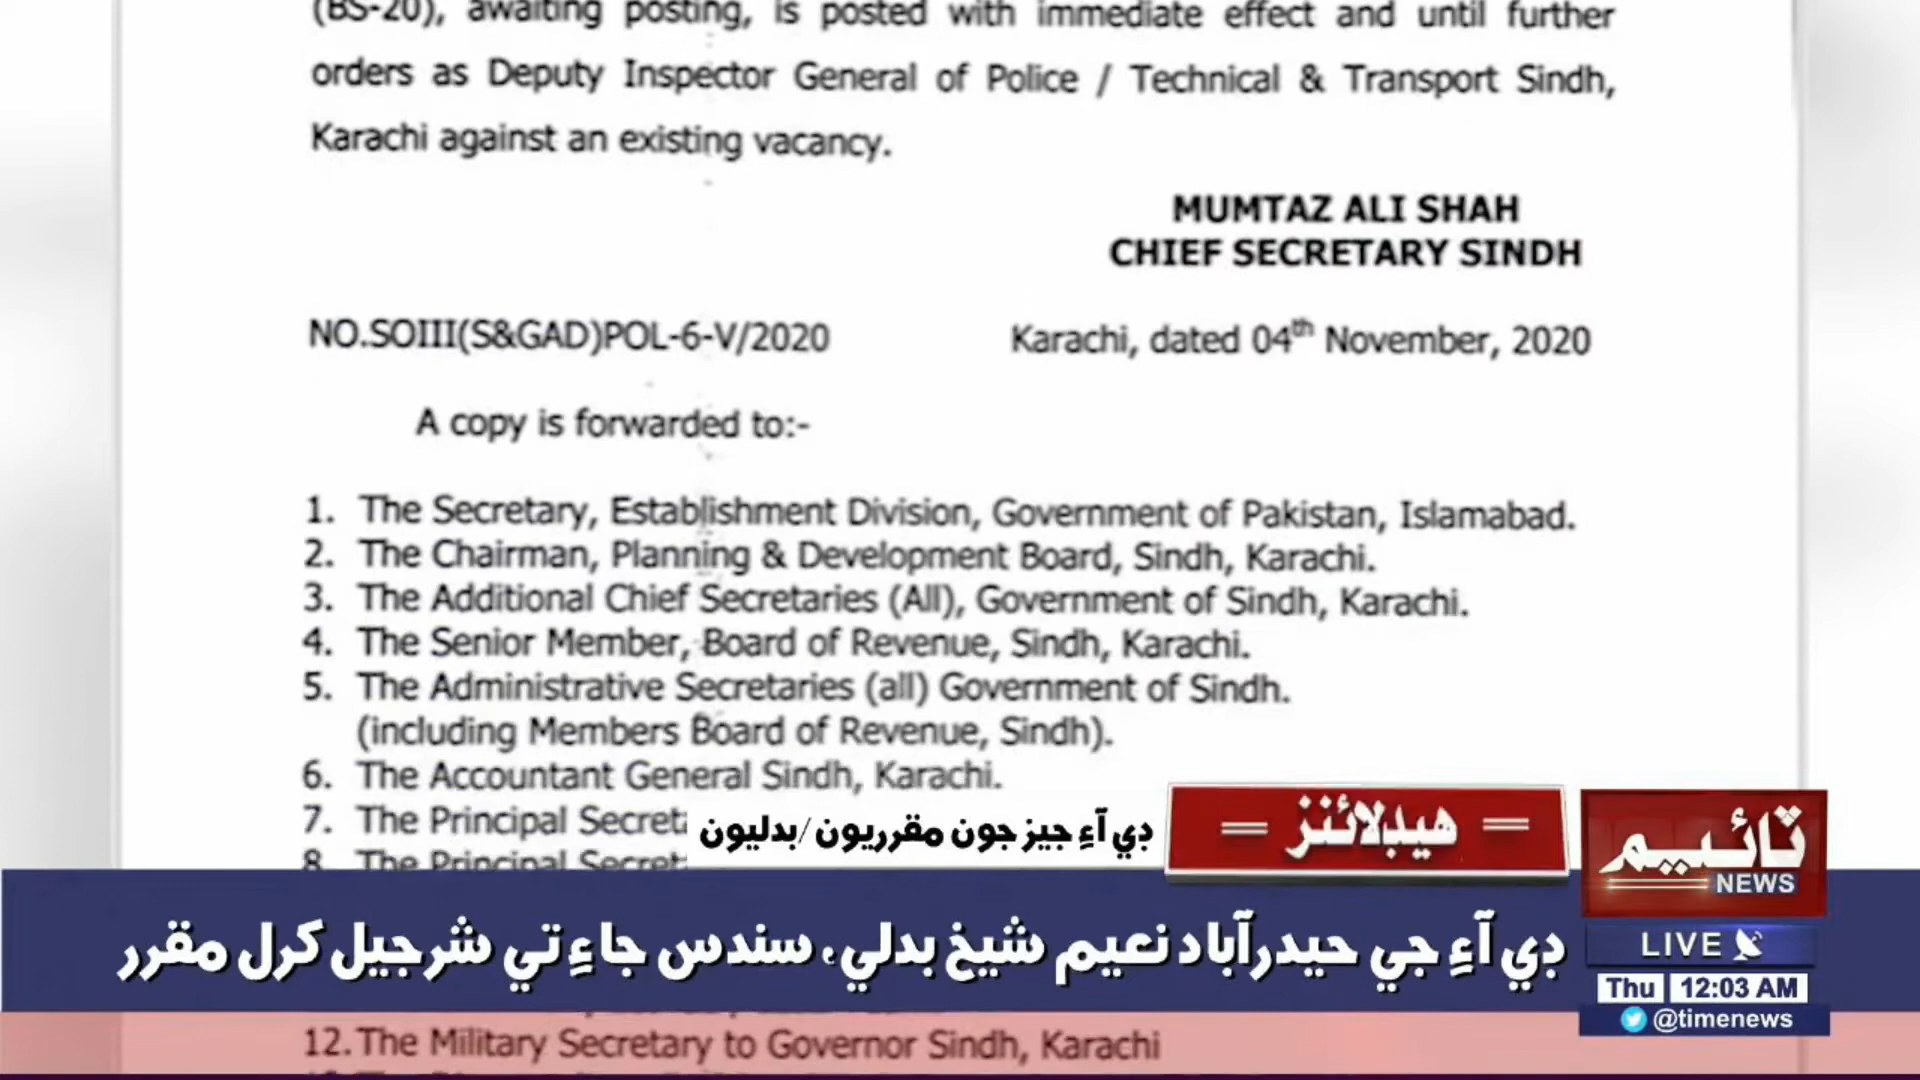 (BS-20), awaiting posting, is posted with immediate effect and until further
orders as Deputy Inspector General of Police / Technical & Transport Sindh,
Karachi against an existing vacancy.
MUMTAZ ALI SHAH
CHIEF SECRETARY SINDH
NO.SOIII(S&GAD)POL-6-V/2020
Karachi, dated 04th November, 2020
A copy is forwarded to:-
1. The Secretary, Establishment Division, Government of Pakistan, Islamabad.
2. The Chairman, Planning & Development Board, Sindh, Karachi.
3. The Additional Chief Secretaries (All), Government of Sindh, Karachi.
4. The Senior Member, Board of Revenue, Sindh, Karachi.
5. The Administrative Secretaries (all) Government of Sindh.
(including Members Board of Revenue, Sindh).
6. The Accountant General Sindh, Karachi.
7. The Principal
8. The Principal
هيڊلائنز
ڊي آءِ جيز جون مقرريون/بدليون
ٽائيم
NEWS
ڊي آءِ جي حيدرآباد نعيم شيخ بدلي، سندس جاءِ تي شرجيل کرل مقرر
LIVE
Thu 12:03 AM
@timenews
12. The Military Secretary to Governor Sindh, Karachi